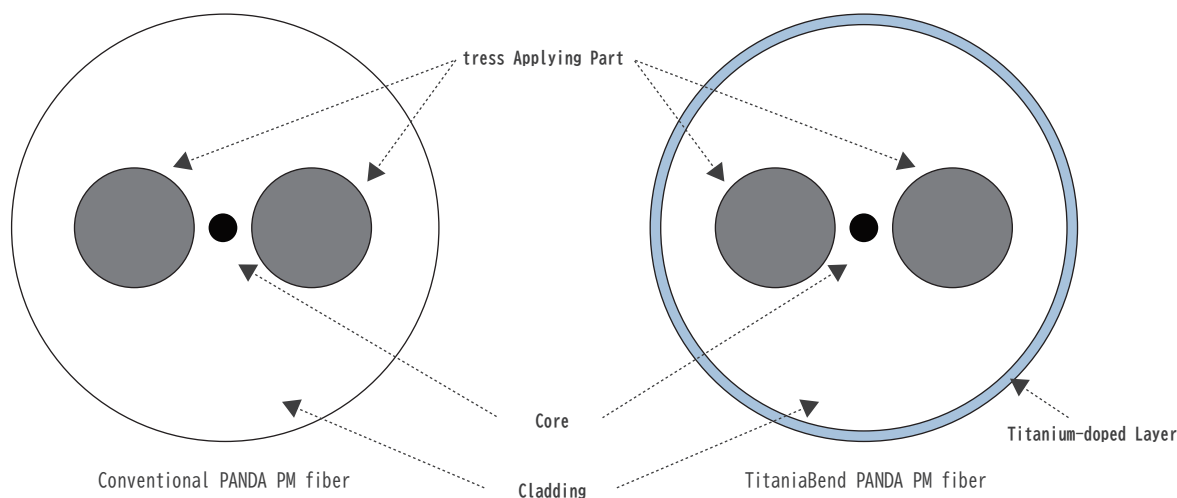 tress Applying Part
Core
Titanium-doped Layer
Conventional PANDA PM fiber
TitaniaBend PANDA PM fiber
Cladding